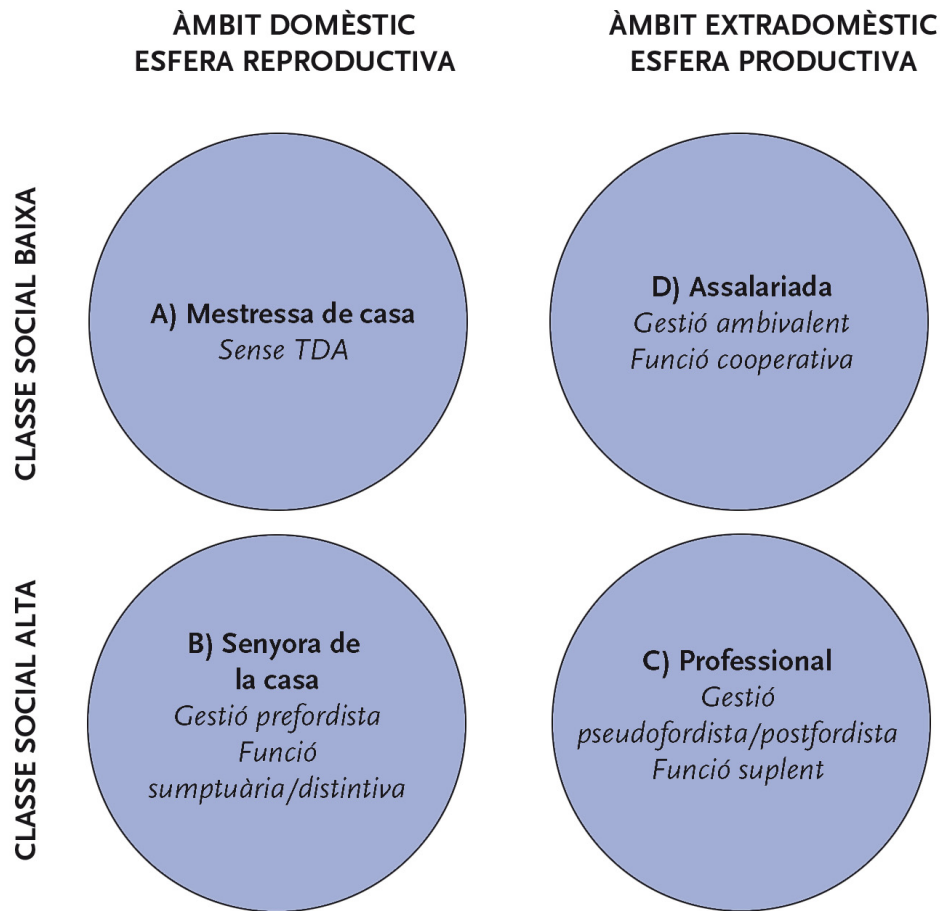 ÀMBIT DOMÈSTIC
ESFERA REPRODUCTIVA
ÀMBIT EXTRADOMÈSTIC
ESFERA PRODUCTIVA
CLASSE SOCIAL BAIXA
A) Mestressa de casa
Sense TDA
D) Assalariada
Gestió ambivalent
Funció cooperativa
CLASSE SOCIAL ALTA
B) Senyora de
la casa
Gestió prefordista
Funció
sumptuària/distintiva
C) Professional
Gestió
pseudofordista/postfordista
Funció suplent